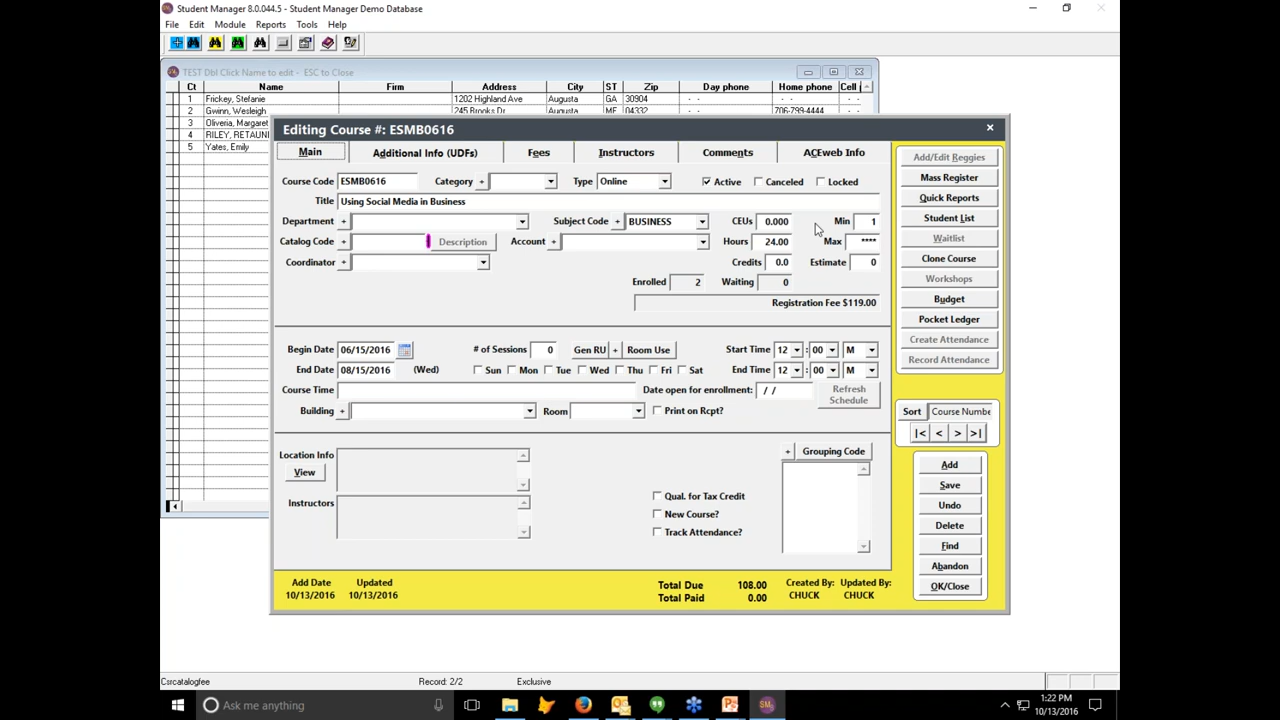 Student Manager 8.0.044.5 - Student Manager Demo Database
File Edit Module Reports Tools Help
TEST Dbl Click Name to edit - ESC to Close
Ct Name Firm Address City ST Zip Day phone Home phone Cell
1 Frickey, Stefanie 1202 Highland Ave Augusta GA 30904 - - - -
2 Gwinn, Wesleigh 245 Brooks Dr Augusta ME 04332 - - 706-799-4444
3 Oliveria, Margaret
4 RILEY, RETAUN
5 Yates, Emily
Editing Course #: ESMB0616
Main Additional Info (UDFs) Fees Instructors Comments ACEweb Info
Course Code ESMB0616 Category + Type Online Active Canceled Locked
Title Using Social Media in Business
Department + Subject Code + BUSINESS CEUs 0.000 Min 1
Catalog Code + Description Account + Hours 24.00 Max ****
Coordinator + Credits 0.0 Estimate 0
Enrolled 2 Waiting 0
Registration Fee $119.00
Begin Date 06/15/2016 # of Sessions 0 Gen RU + Room Use Start Time 12 : 00 M
End Date 08/15/2016 (Wed) Sun Mon Tue Wed Thu Fri Sat End Time 12 : 00 M
Course Time Date open for enrollment: / / Refresh Schedule
Building + Room Print on Rcpt?
Location Info + Grouping Code
View
Instructors Qual. for Tax Credit
New Course?
Track Attendance?
Add Date Updated Total Due 108.00 Created By: Updated By:
10/13/2016 10/13/2016 Total Paid 0.00 CHUCK CHUCK
Add/Edit Reggies
Mass Register
Quick Reports
Student List
Waitlist
Clone Course
Workshops
Budget
Pocket Ledger
Create Attendance
Record Attendance
Sort Course Numbe
|< < > >|
Add
Save
Undo
Delete
Find
Abandon
OK/Close
Csrcatalogfee Record: 2/2 Exclusive
Ask me anything
1:22 PM
10/13/2016